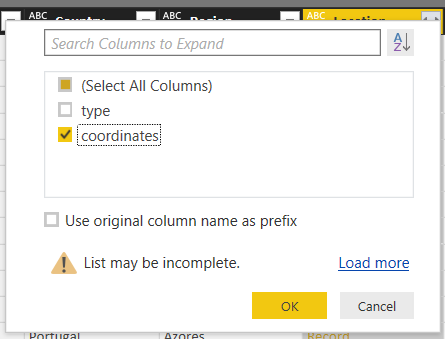 ABC Country ABC Region ABC Location
Search Columns to Expand
A
Z
(Select All Columns)
type
coordinates
Use original column name as prefix
List may be incomplete. Load more
OK Cancel
Portugal Azores Record